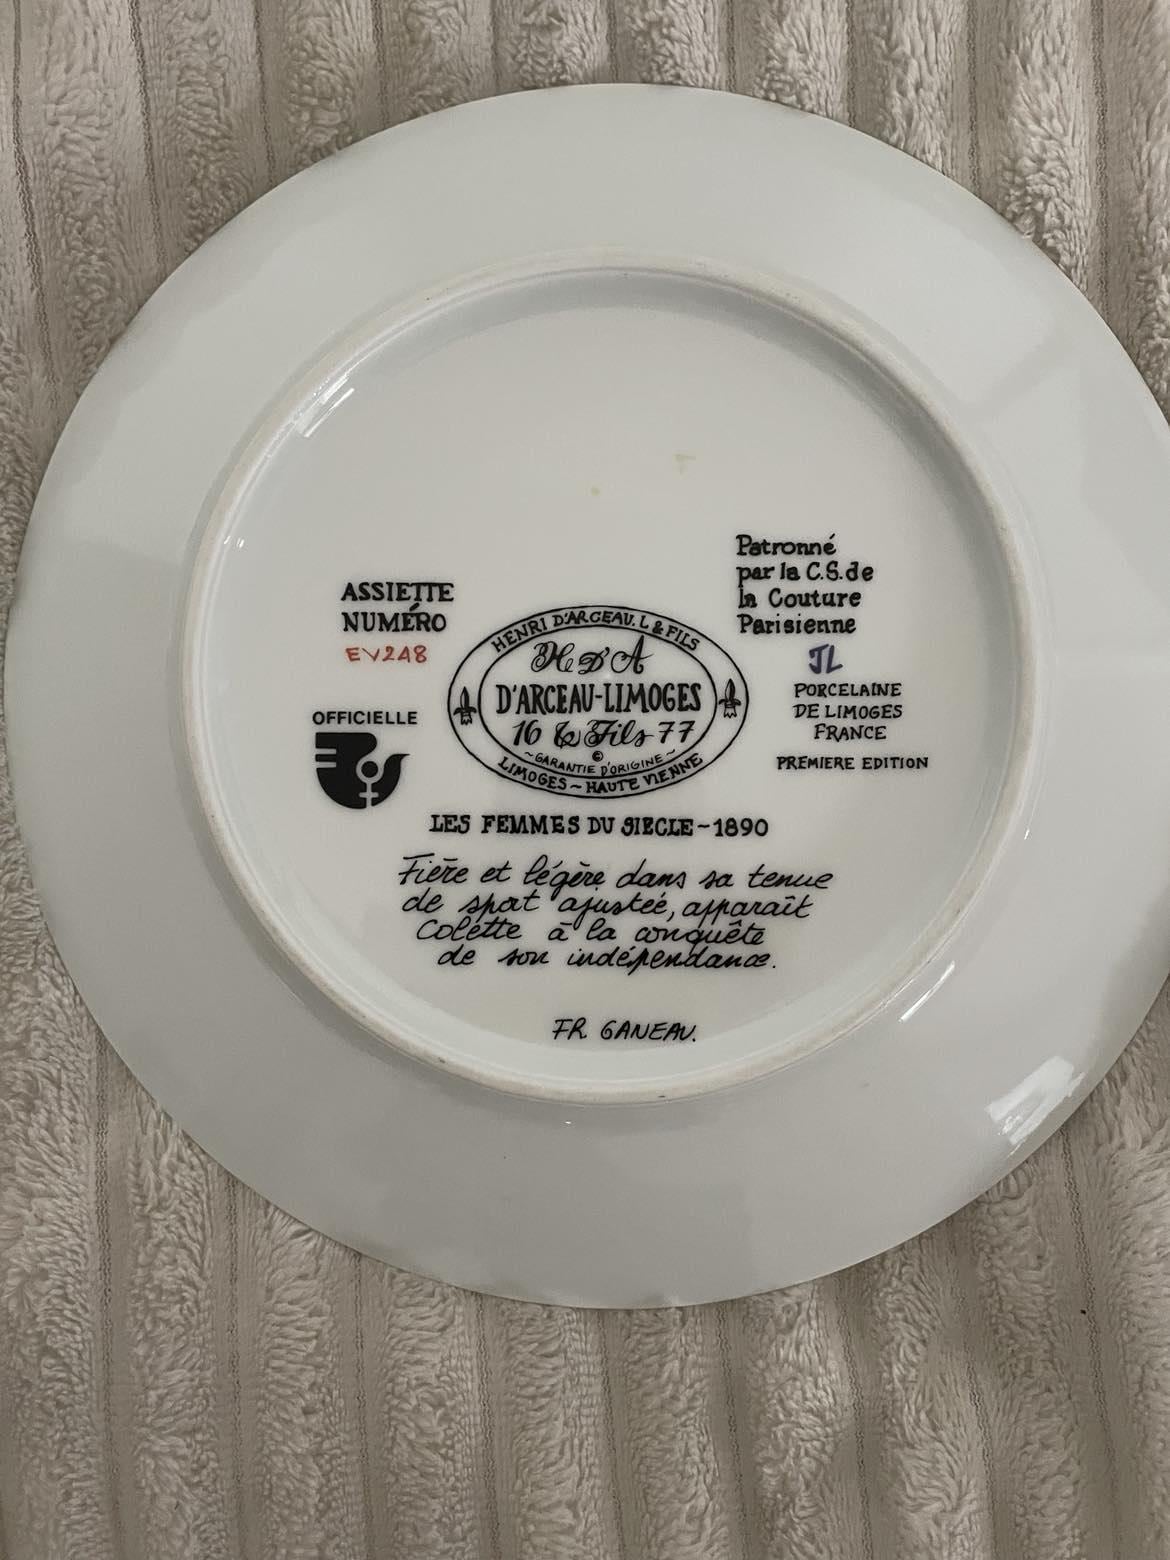 Patronné
par la C.S. de
la Couture
Parisienne
JL
PORCELAINE
DE LIMOGES
FRANCE
PREMIERE EDITION
ASSIETTE
NUMÉRO
EV248
OFFICIELLE
HENRI D'ARCEAU. L & FILS
H D'A
D'ARCEAU-LIMOGES
16 & Fils 77
©
~GARANTIE D'ORIGINE~
LIMOGES ~ HAUTE VIENNE
LES FEMMES DU SIECLE ~ 1890
Fière et légère dans sa tenue
de sport ajustée, apparaît
Colette à la conquête
de son indépendance.
FR GANEAU.